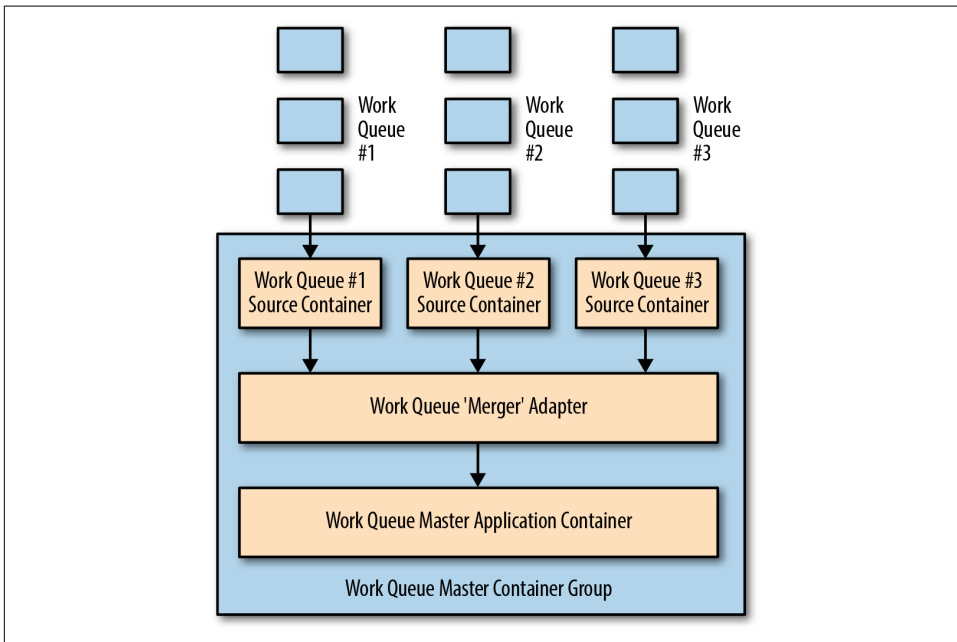 Work
Queue
#1
Work
Queue
#2
Work
Queue
#3
Work Queue #1
Source Container
Work Queue #2
Source Container
Work Queue #3
Source Container
Work Queue 'Merger' Adapter
Work Queue Master Application Container
Work Queue Master Container Group